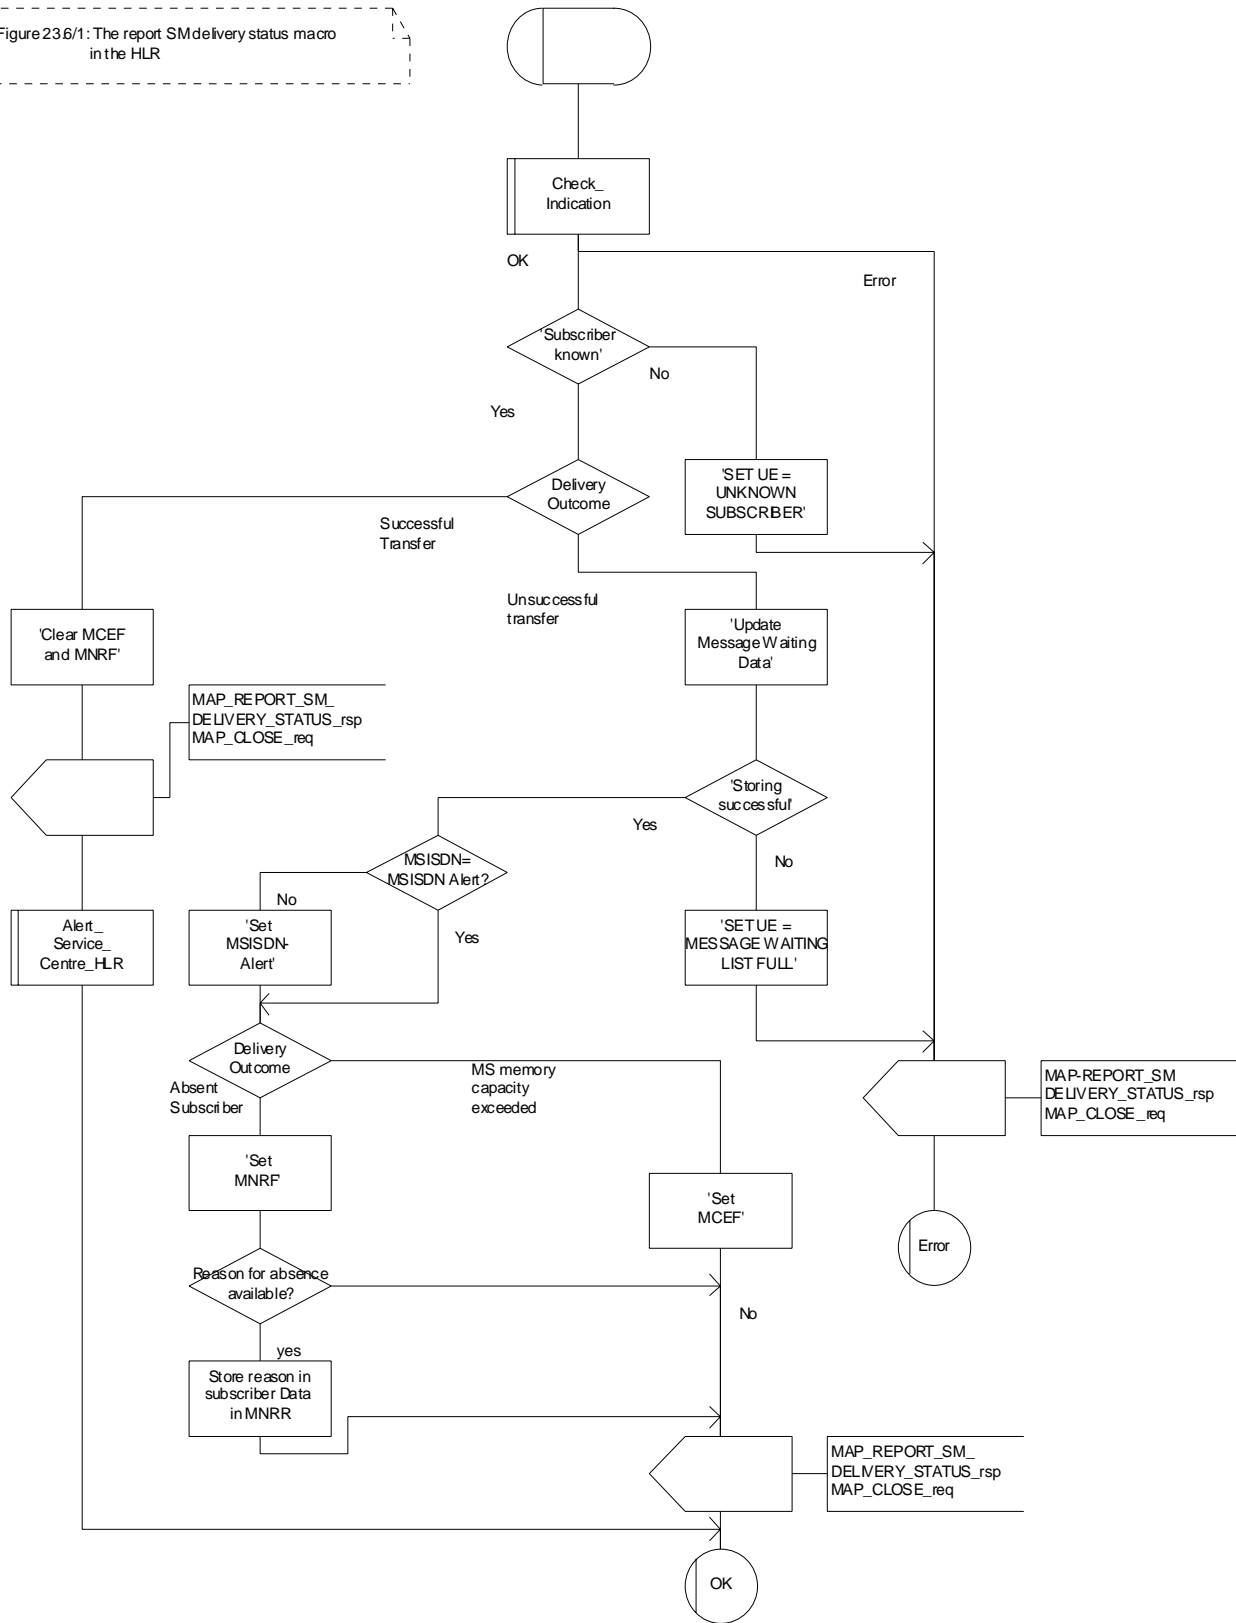 Figure 23.6/1: The report SM delivery status macro
in the HLR
Check_
Indication
OK
Error
'Subscriber
known'
No
Yes
Delivery
Outcome
'SET UE =
UNKNOWN
SUBSCRIBER'
Successful
Transfer
Unsuccessful
transfer
'Clear MCEF
and MNRF'
'Update
Message Waiting
Data'
MAP_REPORT_SM_
DELIVERY_STATUS_rsp
MAP_CLOSE_req
'Storing
successful'
Yes
No
MSISDN=
MSISDN Alert?
No
Yes
Alert_
Service_
Centre_HLR
'Set
MSISDN-
Alert'
'SET UE =
MESSAGE WAITING
LIST FULL'
Delivery
Outcome
Absent
Subscriber
MS memory
capacity
exceeded
MAP-REPORT_SM
DELIVERY_STATUS_rsp
MAP_CLOSE_req
'Set
MNRF'
'Set
MCEF'
Error
Reason for absence
available?
No
yes
Store reason in
subscriber Data
in MNRR
MAP_REPORT_SM_
DELIVERY_STATUS_rsp
MAP_CLOSE_req
OK